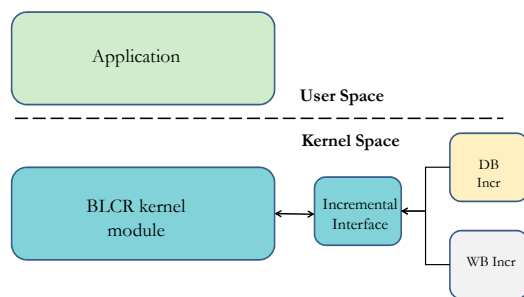 Application
User Space
Kernel Space
DB
Incr
BLCR kernel
module
Incremental
Interface
WB Incr